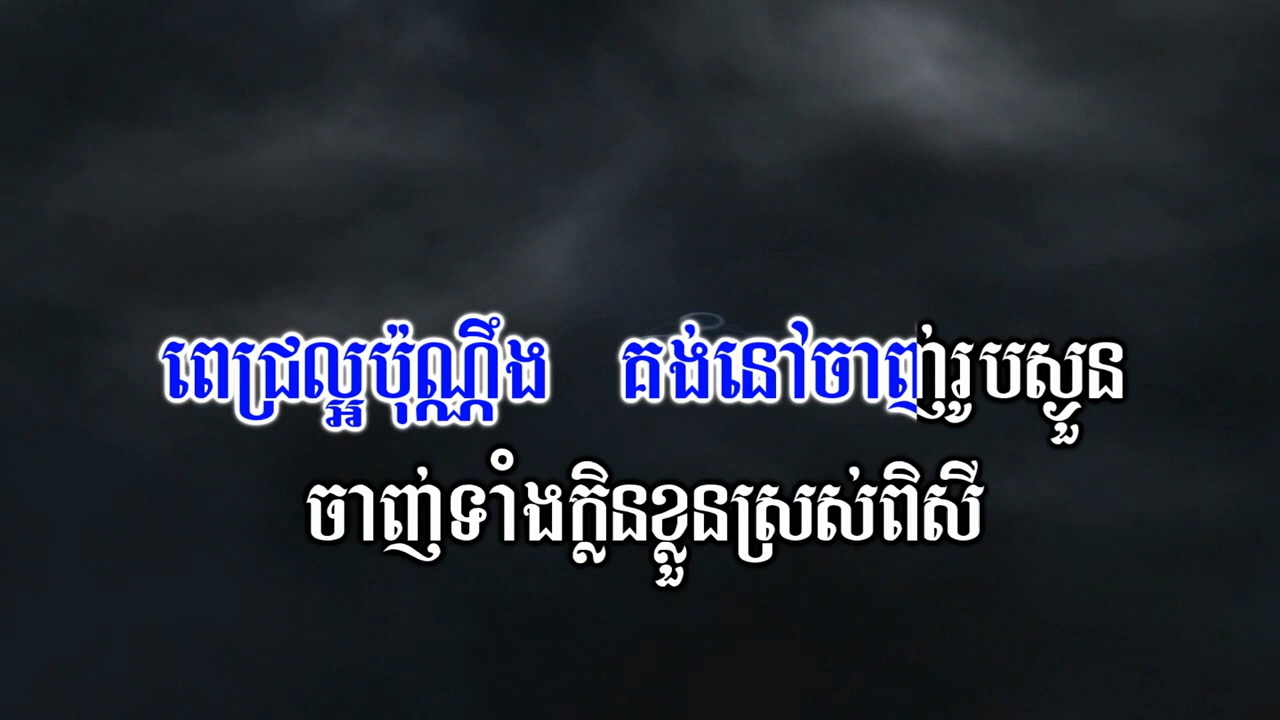 ពេជ្រល្អប៉ុណ្ណឹង គង់នៅចាញ់រូបស្ងួន
ចាញ់ទាំងក្លិនខ្លួនស្រស់ពិសី